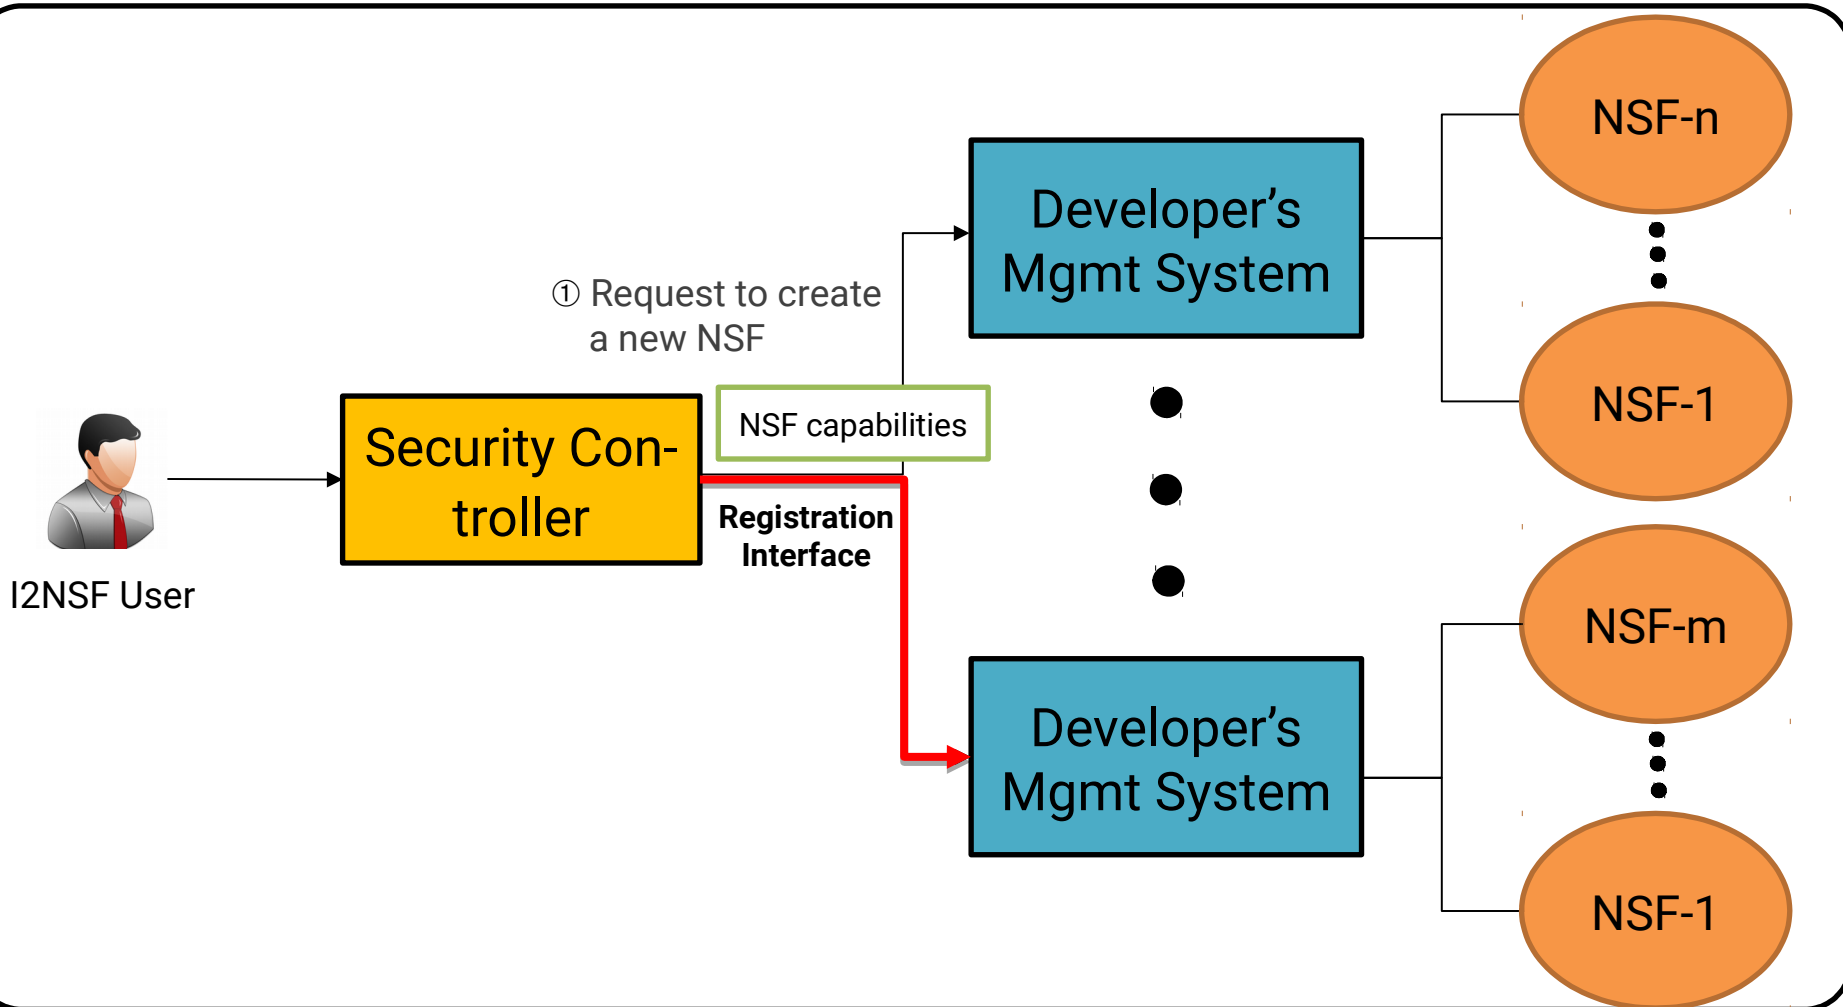 NSF-n
Developer’s
Mgmt System
① Request to create
a new NSF
NSF capabilities
NSF-1
Security Con-
troller
Registration
Interface
I2NSF User
NSF-m
Developer’s
Mgmt System
NSF-1